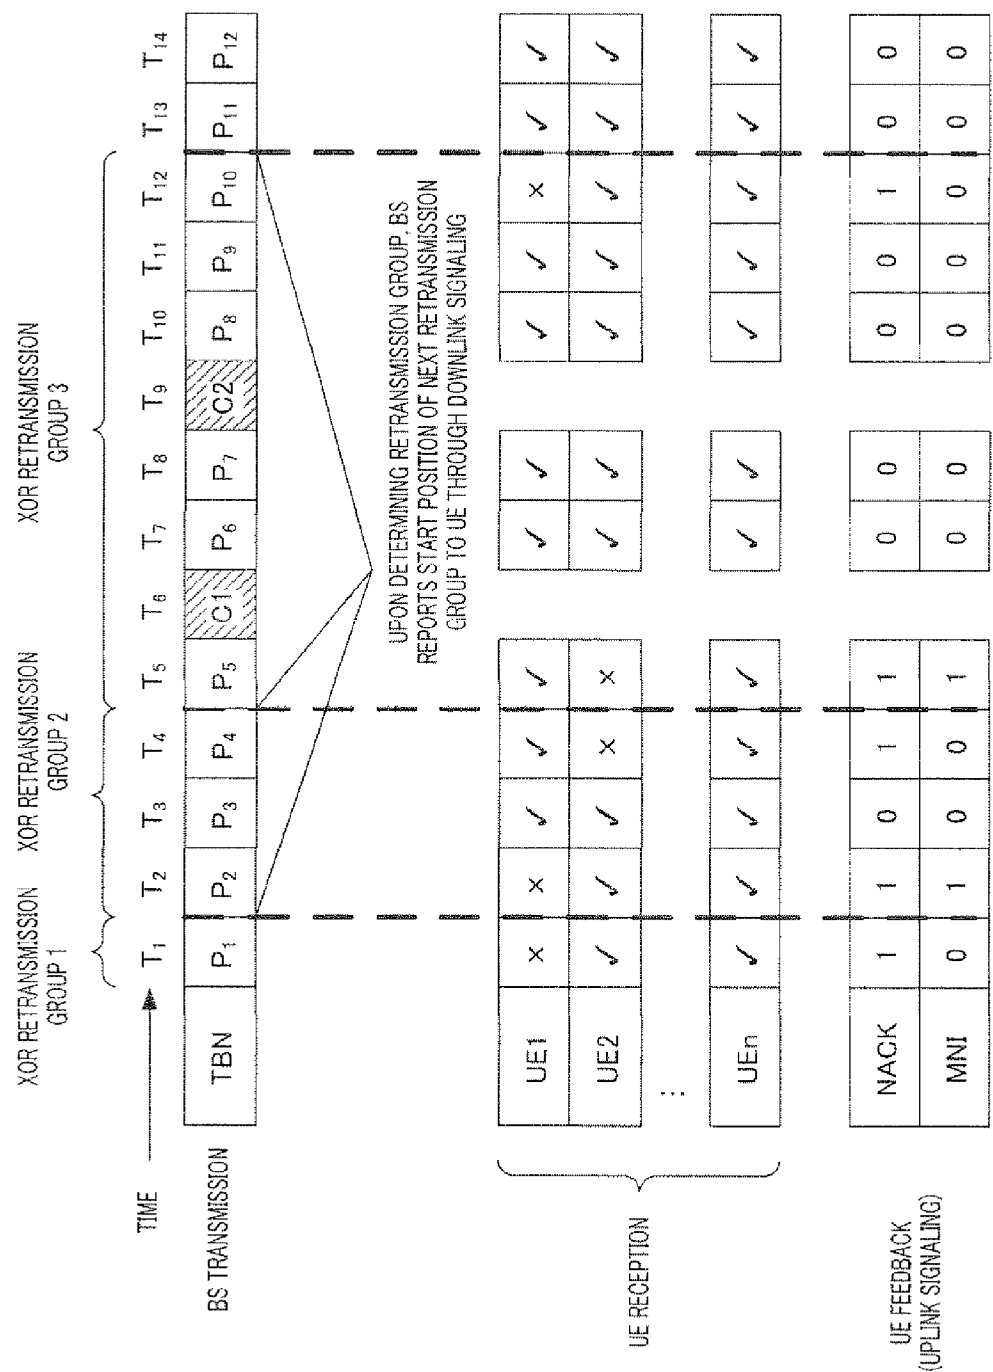 XOR RETRANSMISSION GROUP 1
XOR RETRANSMISSION GROUP 2
XOR RETRANSMISSION GROUP 3
TIME
T1 T2 T3 T4 T5 T6 T7 T8 T9 T10 T11 T12 T13 T14
BS TRANSMISSION
TBN P1 P2 P3 P4 P5 C1 P6 P7 C2 P8 P9 P10 P11 P12
UPON DETERMINING RETRANSMISSION GROUP, BS
REPORTS START POSITION OF NEXT RETRANSMISSION
GROUP TO UE THROUGH DOWNLINK SIGNALING
UE RECEPTION
UE1 × × ✓ ✓ ✓ ✓ ✓ ✓ ✓ × ✓ ✓
UE2 ✓ ✓ ✓ × × ✓ ✓ ✓ ✓ ✓ ✓ ✓
⋮
UEn ✓ ✓ ✓ ✓ ✓ ✓ ✓ ✓ ✓ ✓ ✓ ✓
UE FEEDBACK
(UPLINK SIGNALING)
NACK 1 1 0 1 1 0 0 0 0 1 0 0
MNI 0 1 0 0 1 0 0 0 0 0 0 0